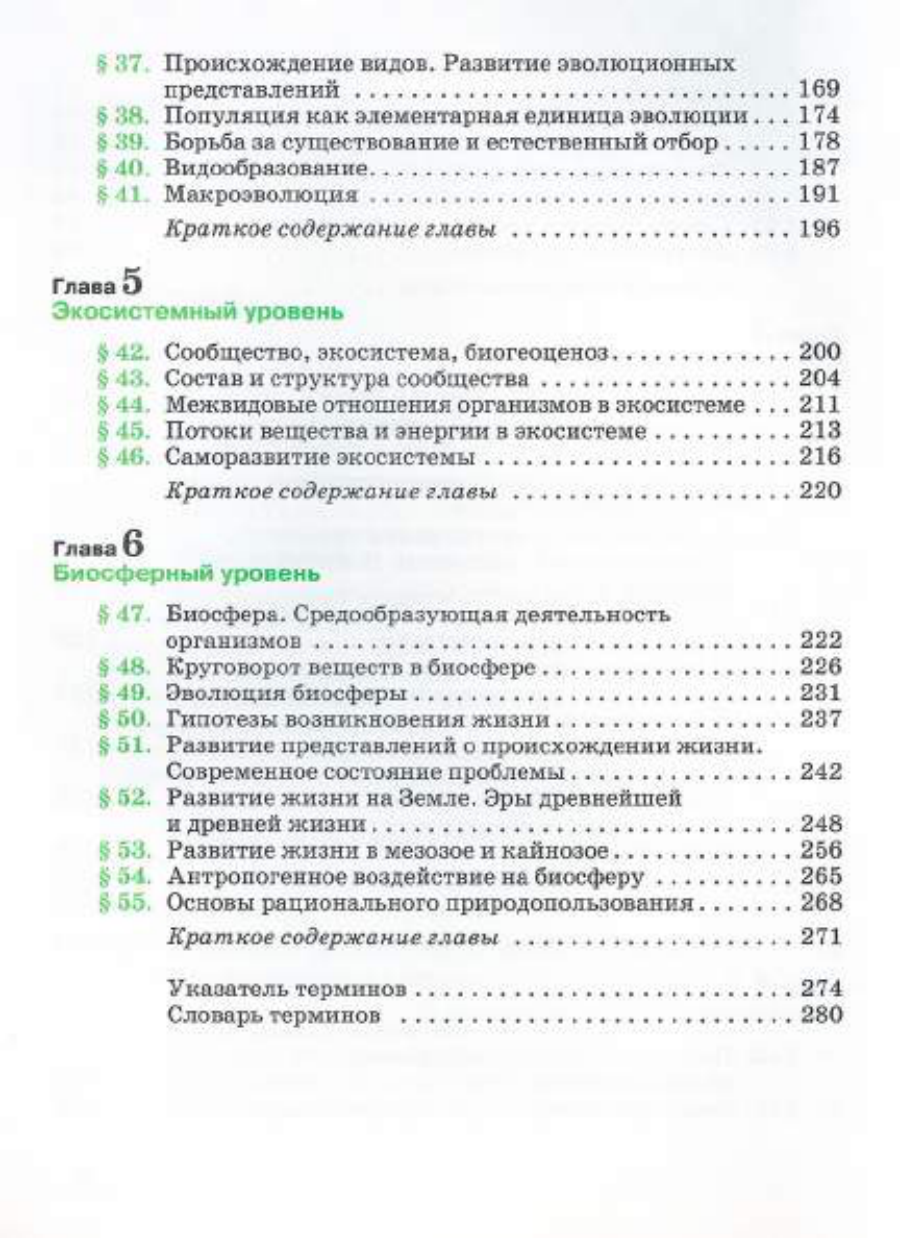 § 37. Происхождение видов. Развитие эволюционных
представлений ................................ 169
§ 38. Популяция как элементарная единица эволюции ... 174
§ 39. Борьба за существование и естественный отбор ..... 178
§ 40. Видообразование................................ 187
§ 41. Макроэволюция ................................ 191
Краткое содержание главы .................... 196
Глава 5
Экосистемный уровень
§ 42. Сообщество, экосистема, биогеоценоз............. 200
§ 43. Состав и структура сообщества .................. 204
§ 44. Межвидовые отношения организмов в экосистеме ... 211
§ 45. Потоки вещества и энергии в экосистеме .......... 213
§ 46. Саморазвитие экосистемы ...................... 216
Краткое содержание главы .................... 220
Глава 6
Биосферный уровень
§ 47. Биосфера. Средообразующая деятельность
организмов .................................. 222
§ 48. Круговорот веществ в биосфере .................. 226
§ 49. Эволюция биосферы ........................... 231
§ 50. Гипотезы возникновения жизни ................. 237
§ 51. Развитие представлений о происхождении жизни.
Современное состояние проблемы ................ 242
§ 52. Развитие жизни на Земле. Эры древнейшей
и древней жизни .............................. 248
§ 53. Развитие жизни в мезозое и кайнозое............. 256
§ 54. Антропогенное воздействие на биосферу .......... 265
§ 55. Основы рационального природопользования....... 268
Краткое содержание главы .................... 271
Указатель терминов ........................... 274
Словарь терминов ............................ 280